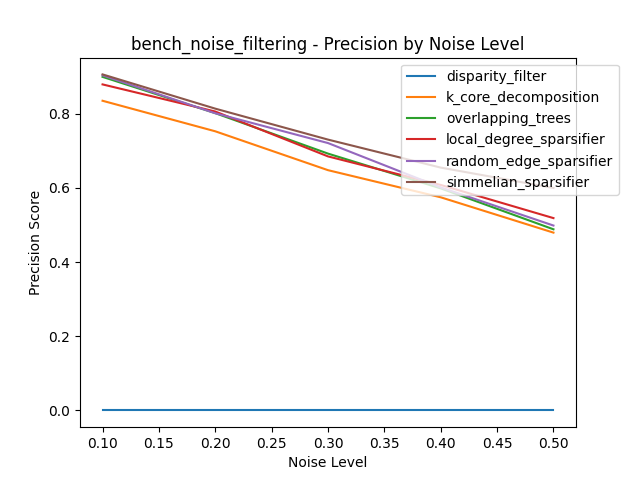 bench_noise_filtering - Precision by Noise Level
disparity_filter
k_core_decomposition
overlapping_trees
local_degree_sparsifier
random_edge_sparsifier
simmelian_sparsifier
Precision Score
0.8
0.6
0.4
0.2
0.0
0.10 0.15 0.20 0.25 0.30 0.35 0.40 0.45 0.50
Noise Level